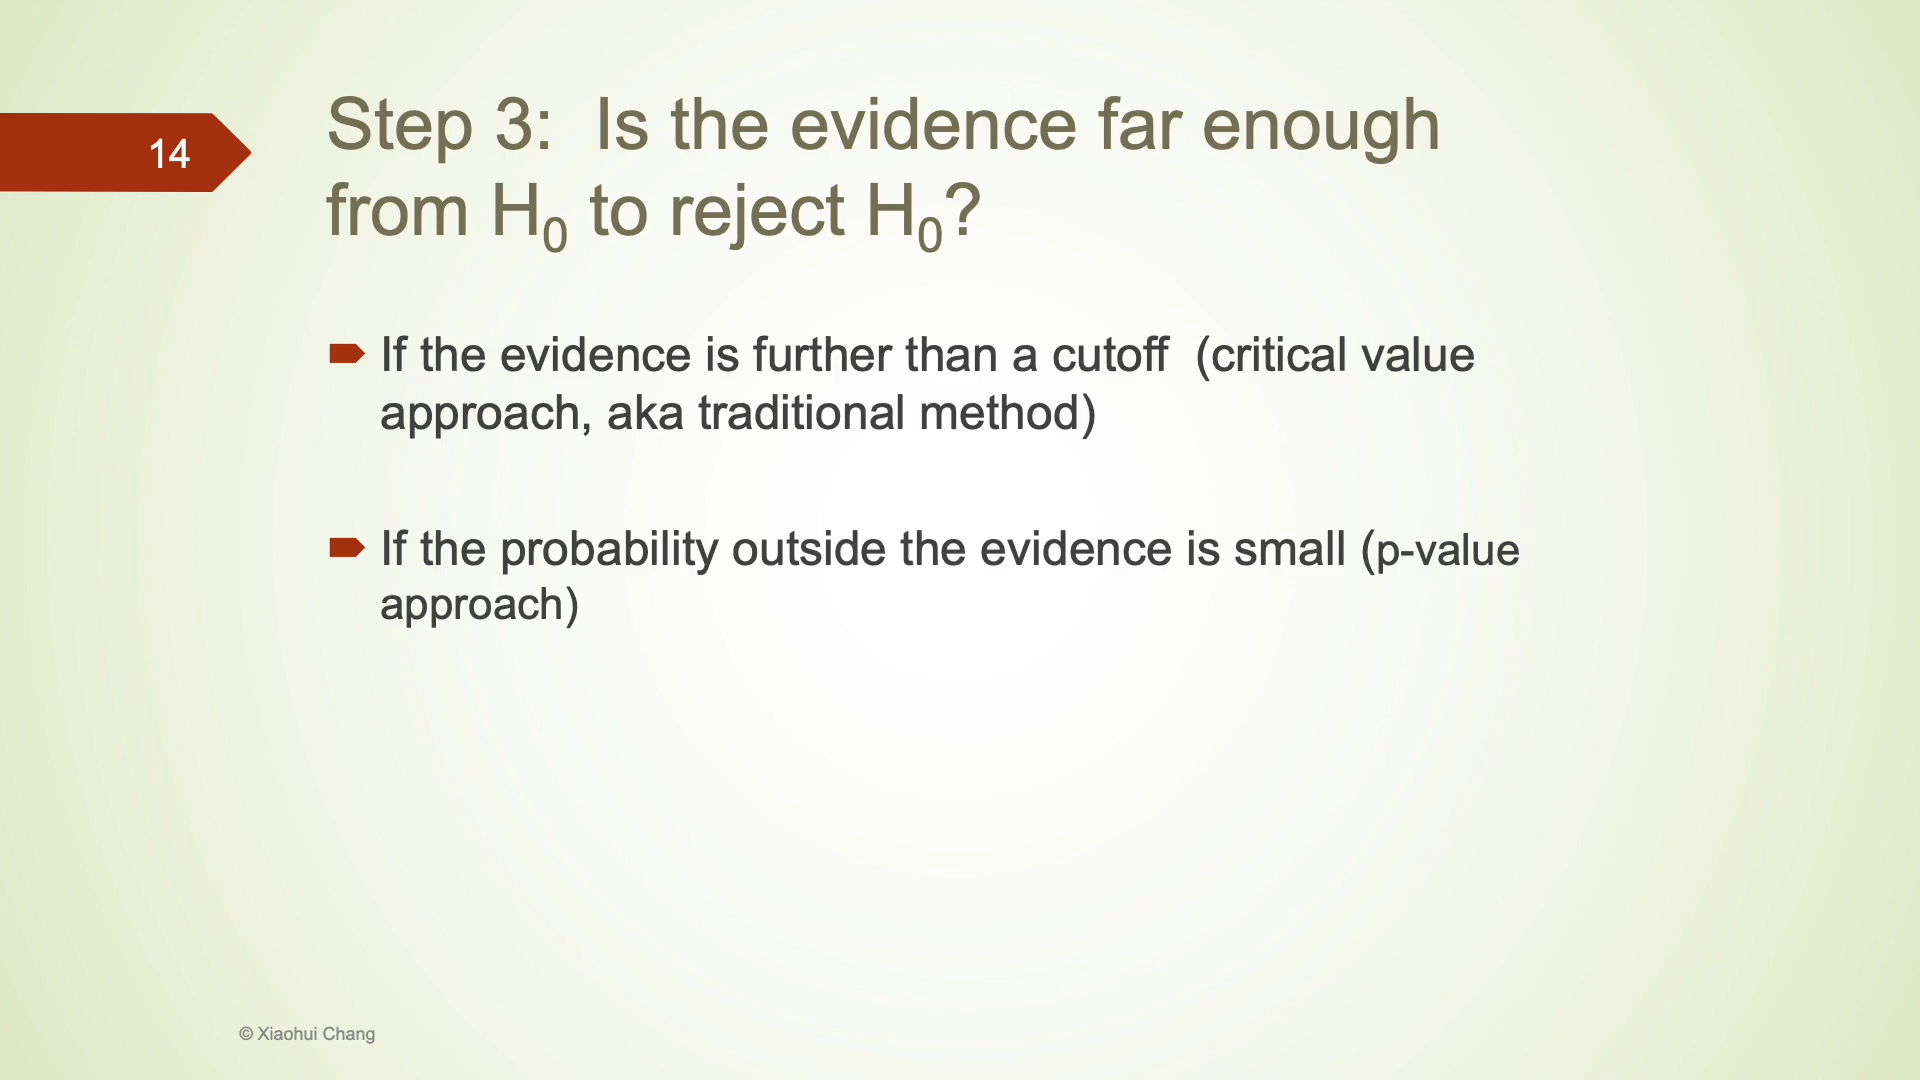 14
Step 3:  Is the evidence far enough
from H₀ to reject H₀?
If the evidence is further than a cutoff  (critical value
approach, aka traditional method)
If the probability outside the evidence is small (p-value
approach)
© Xiaohui Chang